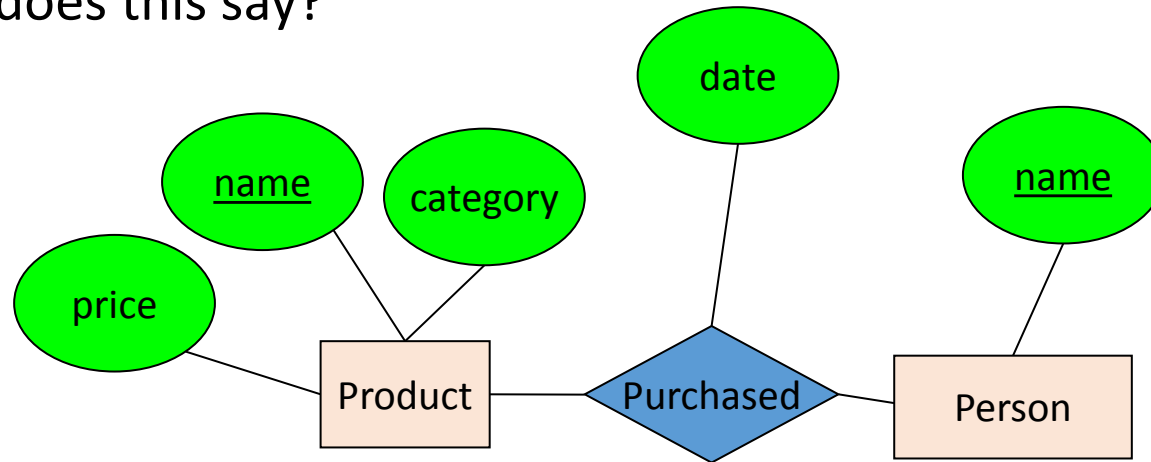 does this say?
date
name
name
category
price
Product
Purchased
Person